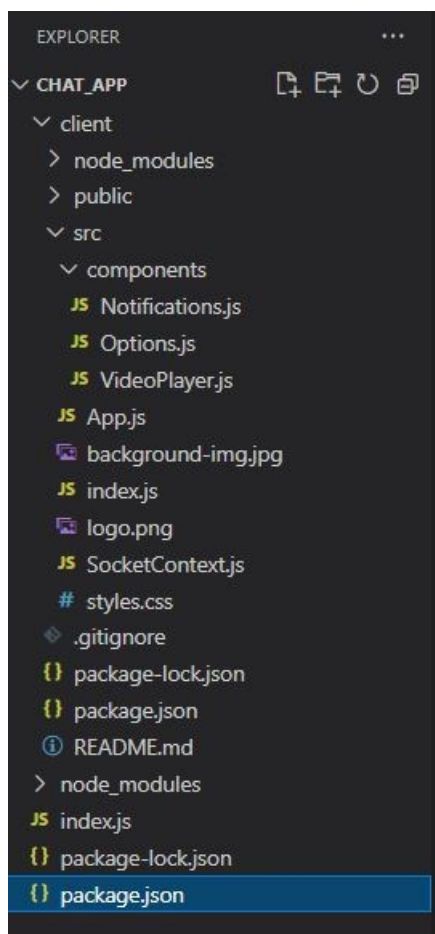 EXPLORER
CHAT_APP
client
node_modules
public
src
components
JS Notifications.js
JS Options.js
JS VideoPlayer.js
JS App.js
background-img.jpg
JS index.js
logo.png
JS SocketContext.js
# styles.css
.gitignore
{} package-lock.json
{} package.json
README.md
node_modules
JS index.js
{} package-lock.json
{} package.json